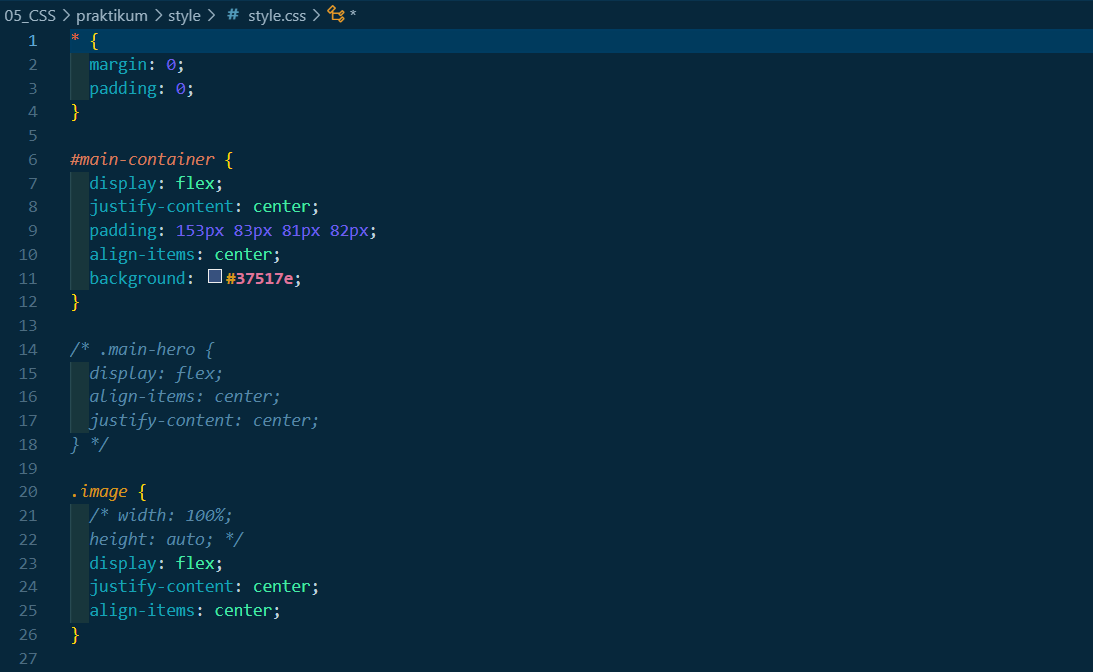 05_CSS > praktikum > style > # style.css > *
1 * {
2   margin: 0;
3   padding: 0;
4 }
5
6 #main-container {
7   display: flex;
8   justify-content: center;
9   padding: 153px 83px 81px 82px;
10   align-items: center;
11   background: #37517e;
12 }
13
14 /* .main-hero {
15   display: flex;
16   align-items: center;
17   justify-content: center;
18 } */
19
20 .image {
21   /* width: 100%;
22   height: auto; */
23   display: flex;
24   justify-content: center;
25   align-items: center;
26 }
27